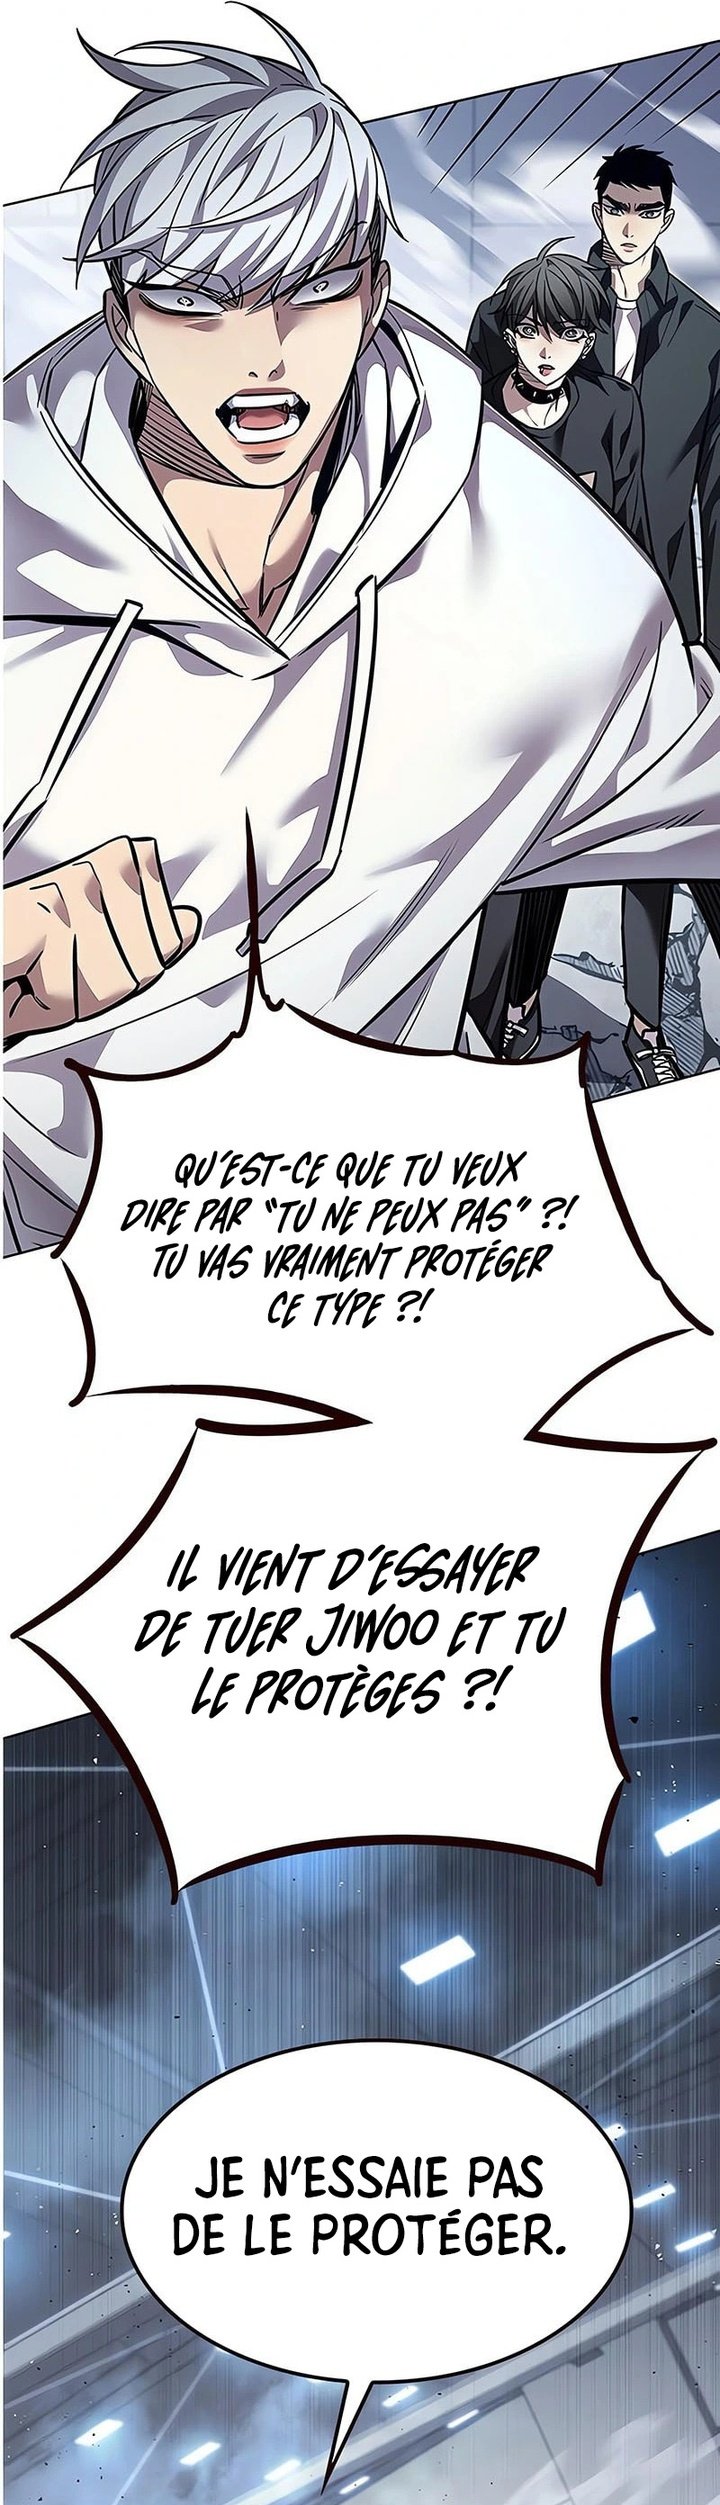 QU'EST-CE QUE TU VEUX
DIRE PAR "TU NE PEUX PAS" ?!
TU VAS VRAIMENT PROTÉGER
CE TYPE ?!
IL VIENT D'ESSAYER
DE TUER JIWOO ET TU
LE PROTÈGES ?!
JE N'ESSAIE PAS
DE LE PROTÉGER.